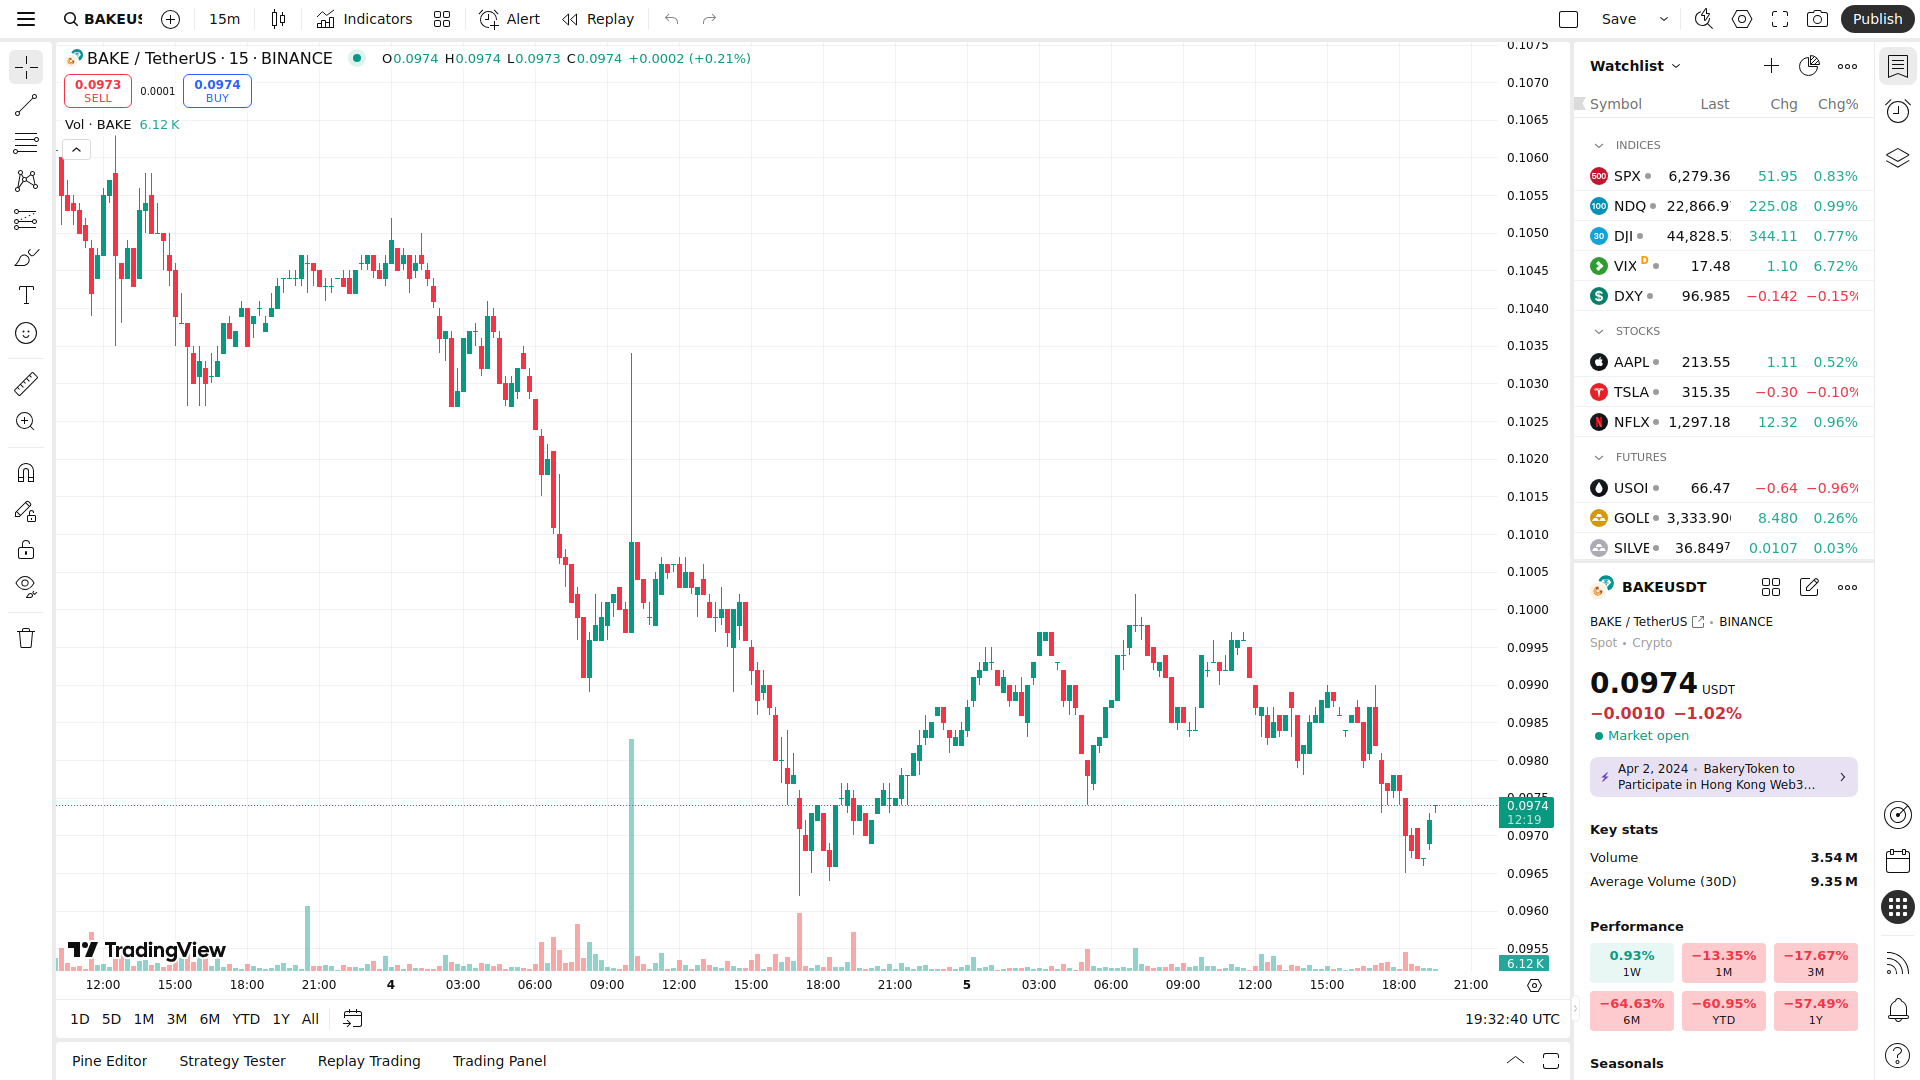 BAKEUS
15m
Indicators
Alert
Replay
Save
Publish
BAKE / TetherUS · 15 · BINANCE
O0.0974 H0.0974 L0.0973 C0.0974 +0.0002 (+0.21%)
0.0973
SELL
0.0001
0.0974
BUY
Vol · BAKE 6.12 K
0.1075
0.1070
0.1065
0.1060
0.1055
0.1050
0.1045
0.1040
0.1035
0.1030
0.1025
0.1020
0.1015
0.1010
0.1005
0.1000
0.0995
0.0990
0.0985
0.0980
0.0975
0.0974
12:19
0.0970
0.0965
0.0960
0.0955
6.12 K
TradingView
12:00 15:00 18:00 21:00 4 03:00 06:00 09:00 12:00 15:00 18:00 21:00 5 03:00 06:00 09:00 12:00 15:00 18:00 21:00
1D 5D 1M 3M 6M YTD 1Y All
19:32:40 UTC
Pine Editor Strategy Tester Replay Trading Trading Panel
Watchlist
Symbol Last Chg Chg%
INDICES
500 SPX 6,279.36 51.95 0.83%
100 NDQ 22,866.9 225.08 0.99%
30 DJI 44,828.5 344.11 0.77%
VIX D 17.48 1.10 6.72%
DXY 96.985 −0.142 −0.15%
STOCKS
AAPL 213.55 1.11 0.52%
TSLA 315.35 −0.30 −0.10%
NFLX 1,297.18 12.32 0.96%
FUTURES
USOI 66.47 −0.64 −0.96%
GOLD 3,333.90 8.480 0.26%
SILVE 36.849⁷ 0.0107 0.03%
BAKEUSDT
BAKE / TetherUS • BINANCE
Spot • Crypto
0.0974 USDT
−0.0010 −1.02%
Market open
Apr 2, 2024 • BakeryToken to
Participate in Hong Kong Web3...
Key stats
Volume 3.54 M
Average Volume (30D) 9.35 M
Performance
0.93% −13.35% −17.67%
1W 1M 3M
−64.63% −60.95% −57.49%
6M YTD 1Y
Seasonals